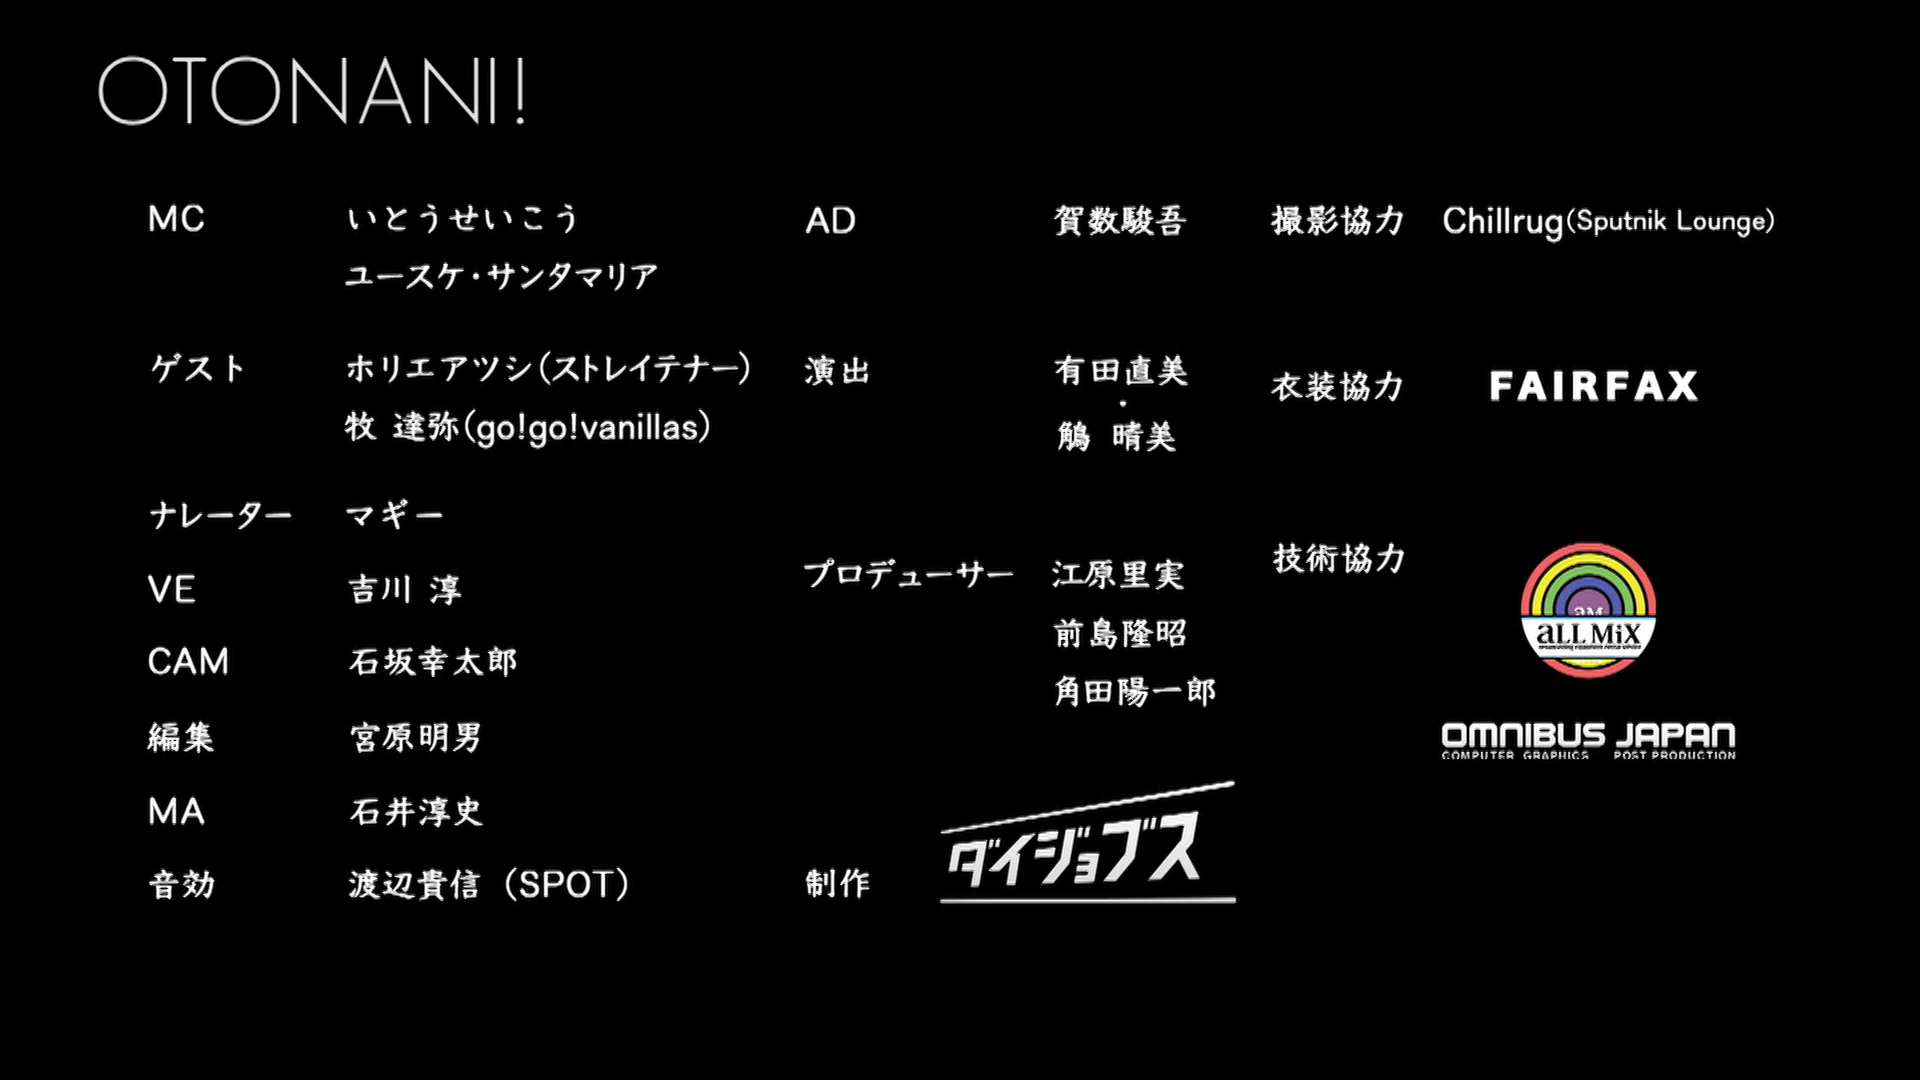 OTONANI!
MC いとうせいこう
ユースケ・サンタマリア
ゲスト ホリエアツシ(ストレイテナー)
牧 達弥(go!go!vanillas)
ナレーター マギー
VE 吉川 淳
CAM 石坂幸太郎
編集 宮原明男
MA 石井淳史
音効 渡辺貴信 (SPOT)
AD 賀数駿吾
演出 有田直美
・
鵤 晴美
プロデューサー 江原里実
前島隆昭
角田陽一郎
制作 ダイジョブス
撮影協力 Chillrug(Sputnik Lounge)
衣装協力 FAIRFAX
技術協力
aM
aLL MiX
OMNIBUS JAPAN
COMPUTER GRAPHICS POST PRODUCTION